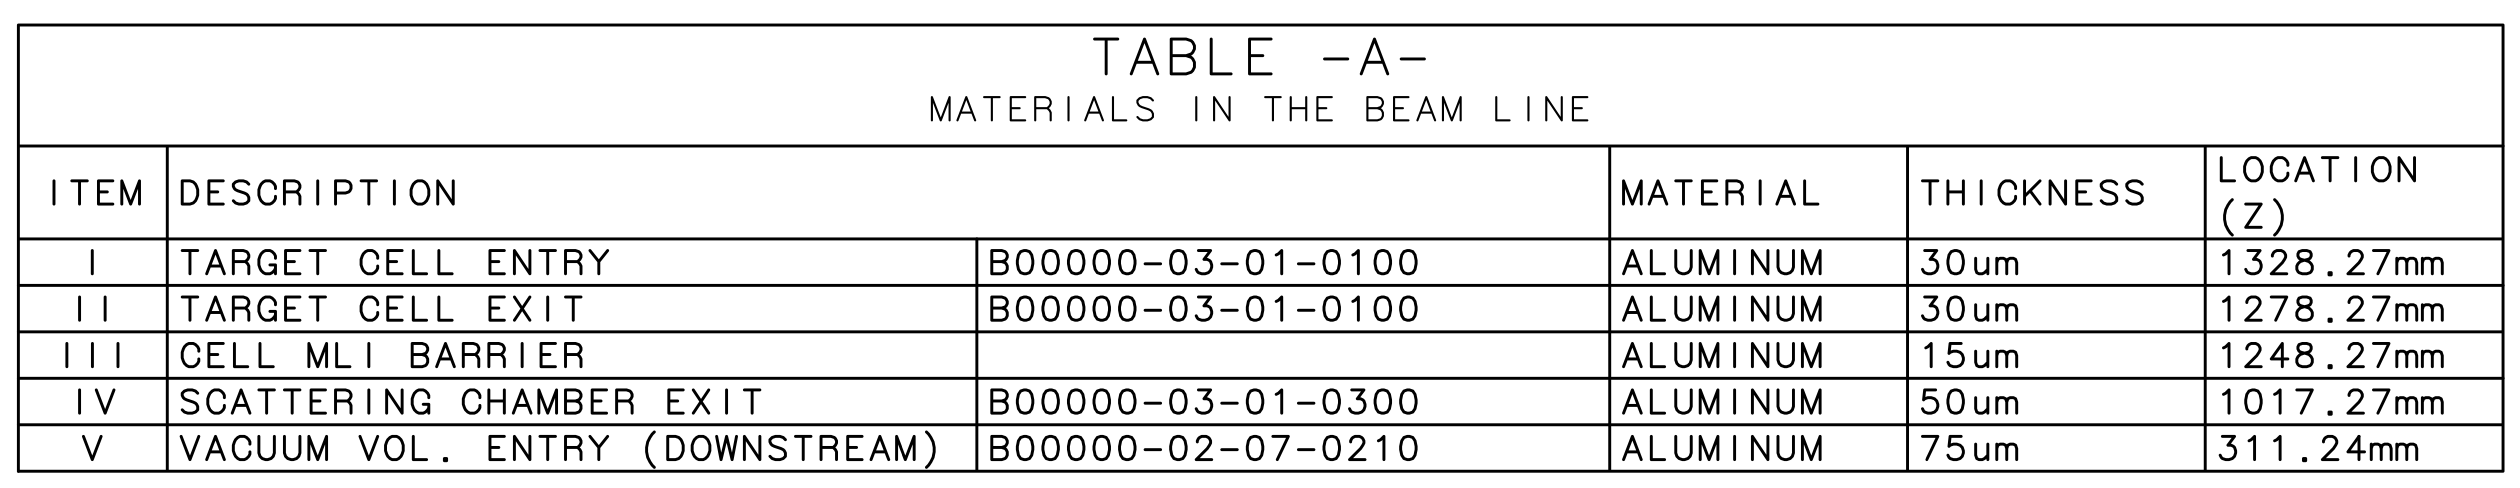 TABLE -A-
MATERIALS IN THE BEAM LINE
ITEM DESCRIPTION MATERIAL THICKNESS LOCATION (Z)
I TARGET CELL ENTRY B00000-03-01-0100 ALUMINUM 30um 1328.27mm
II TARGET CELL EXIT B00000-03-01-0100 ALUMINUM 30um 1278.27mm
III CELL MLI BARRIER ALUMINUM 15um 1248.27mm
IV SCATTERING CHAMBER EXIT B00000-03-01-0300 ALUMINUM 50um 1017.27mm
V VACUUM VOL. ENTRY (DOWNSTREAM) B00000-02-07-0210 ALUMINUM 75um 311.24mm